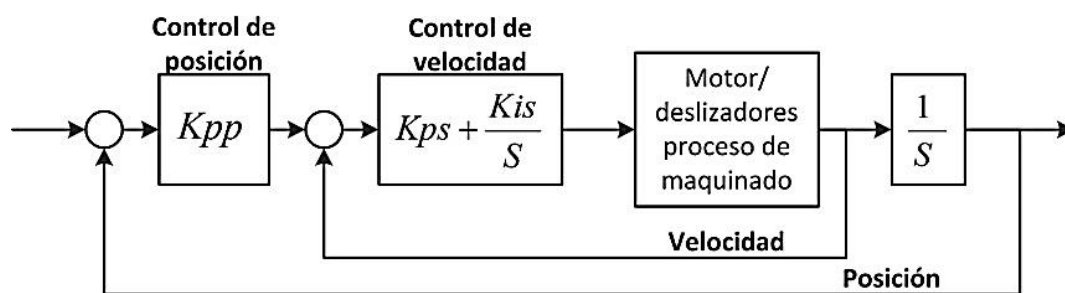 Control de
posición
Control de
velocidad
Kpp
Kps + Kis/S
Motor/
deslizadores
proceso de
maquinado
1/S
Velocidad
Posición